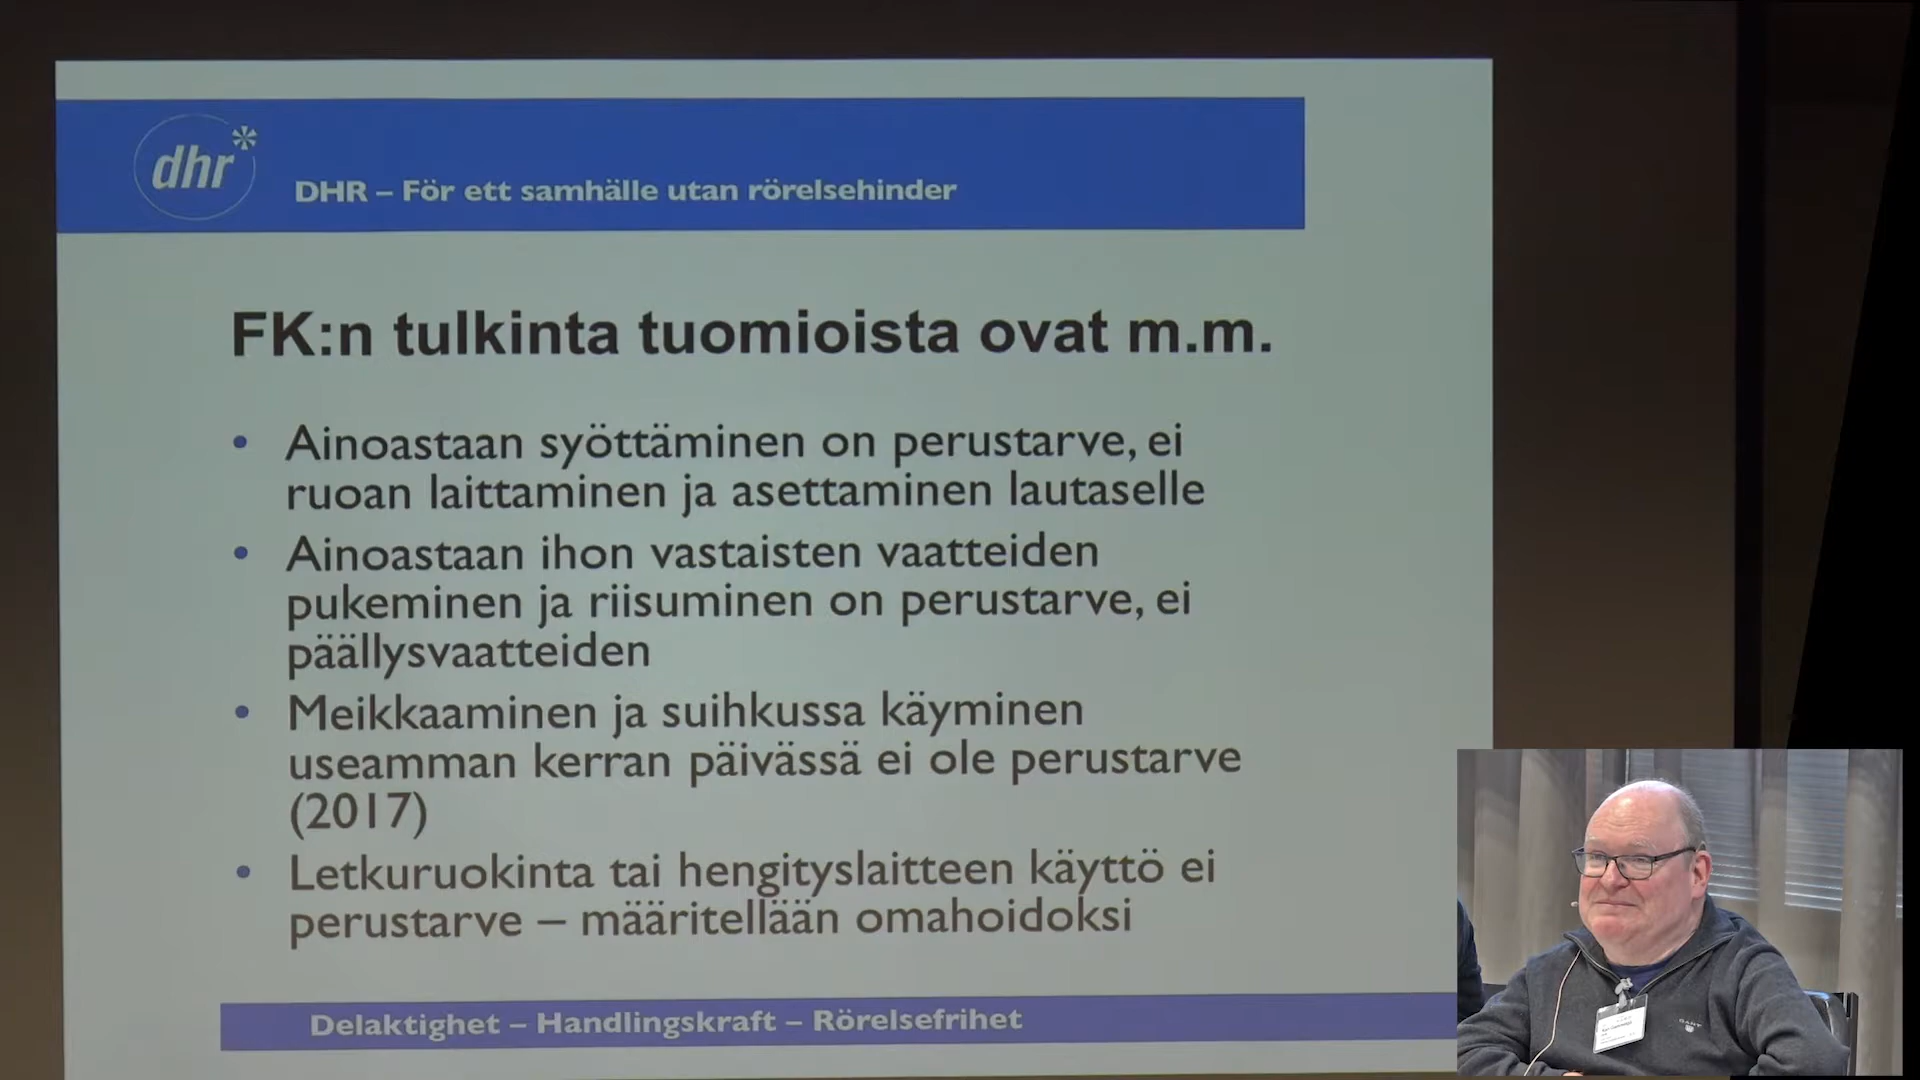 dhr
DHR – För ett samhälle utan rörelsehinder
FK:n tulkinta tuomioista ovat m.m.
• Ainoastaan syöttäminen on perustarve, ei
ruoan laittaminen ja asettaminen lautaselle
• Ainoastaan ihon vastaisten vaatteiden
pukeminen ja riisuminen on perustarve, ei
päällysvaatteiden
• Meikkaaminen ja suihkussa käyminen
useamman kerran päivässä ei ole perustarve
(2017)
• Letkuruokinta tai hengityslaitteen käyttö ei
perustarve – määritellään omahoidoksi
Delaktighet – Handlingskraft – Rörelsefrihet
GANT